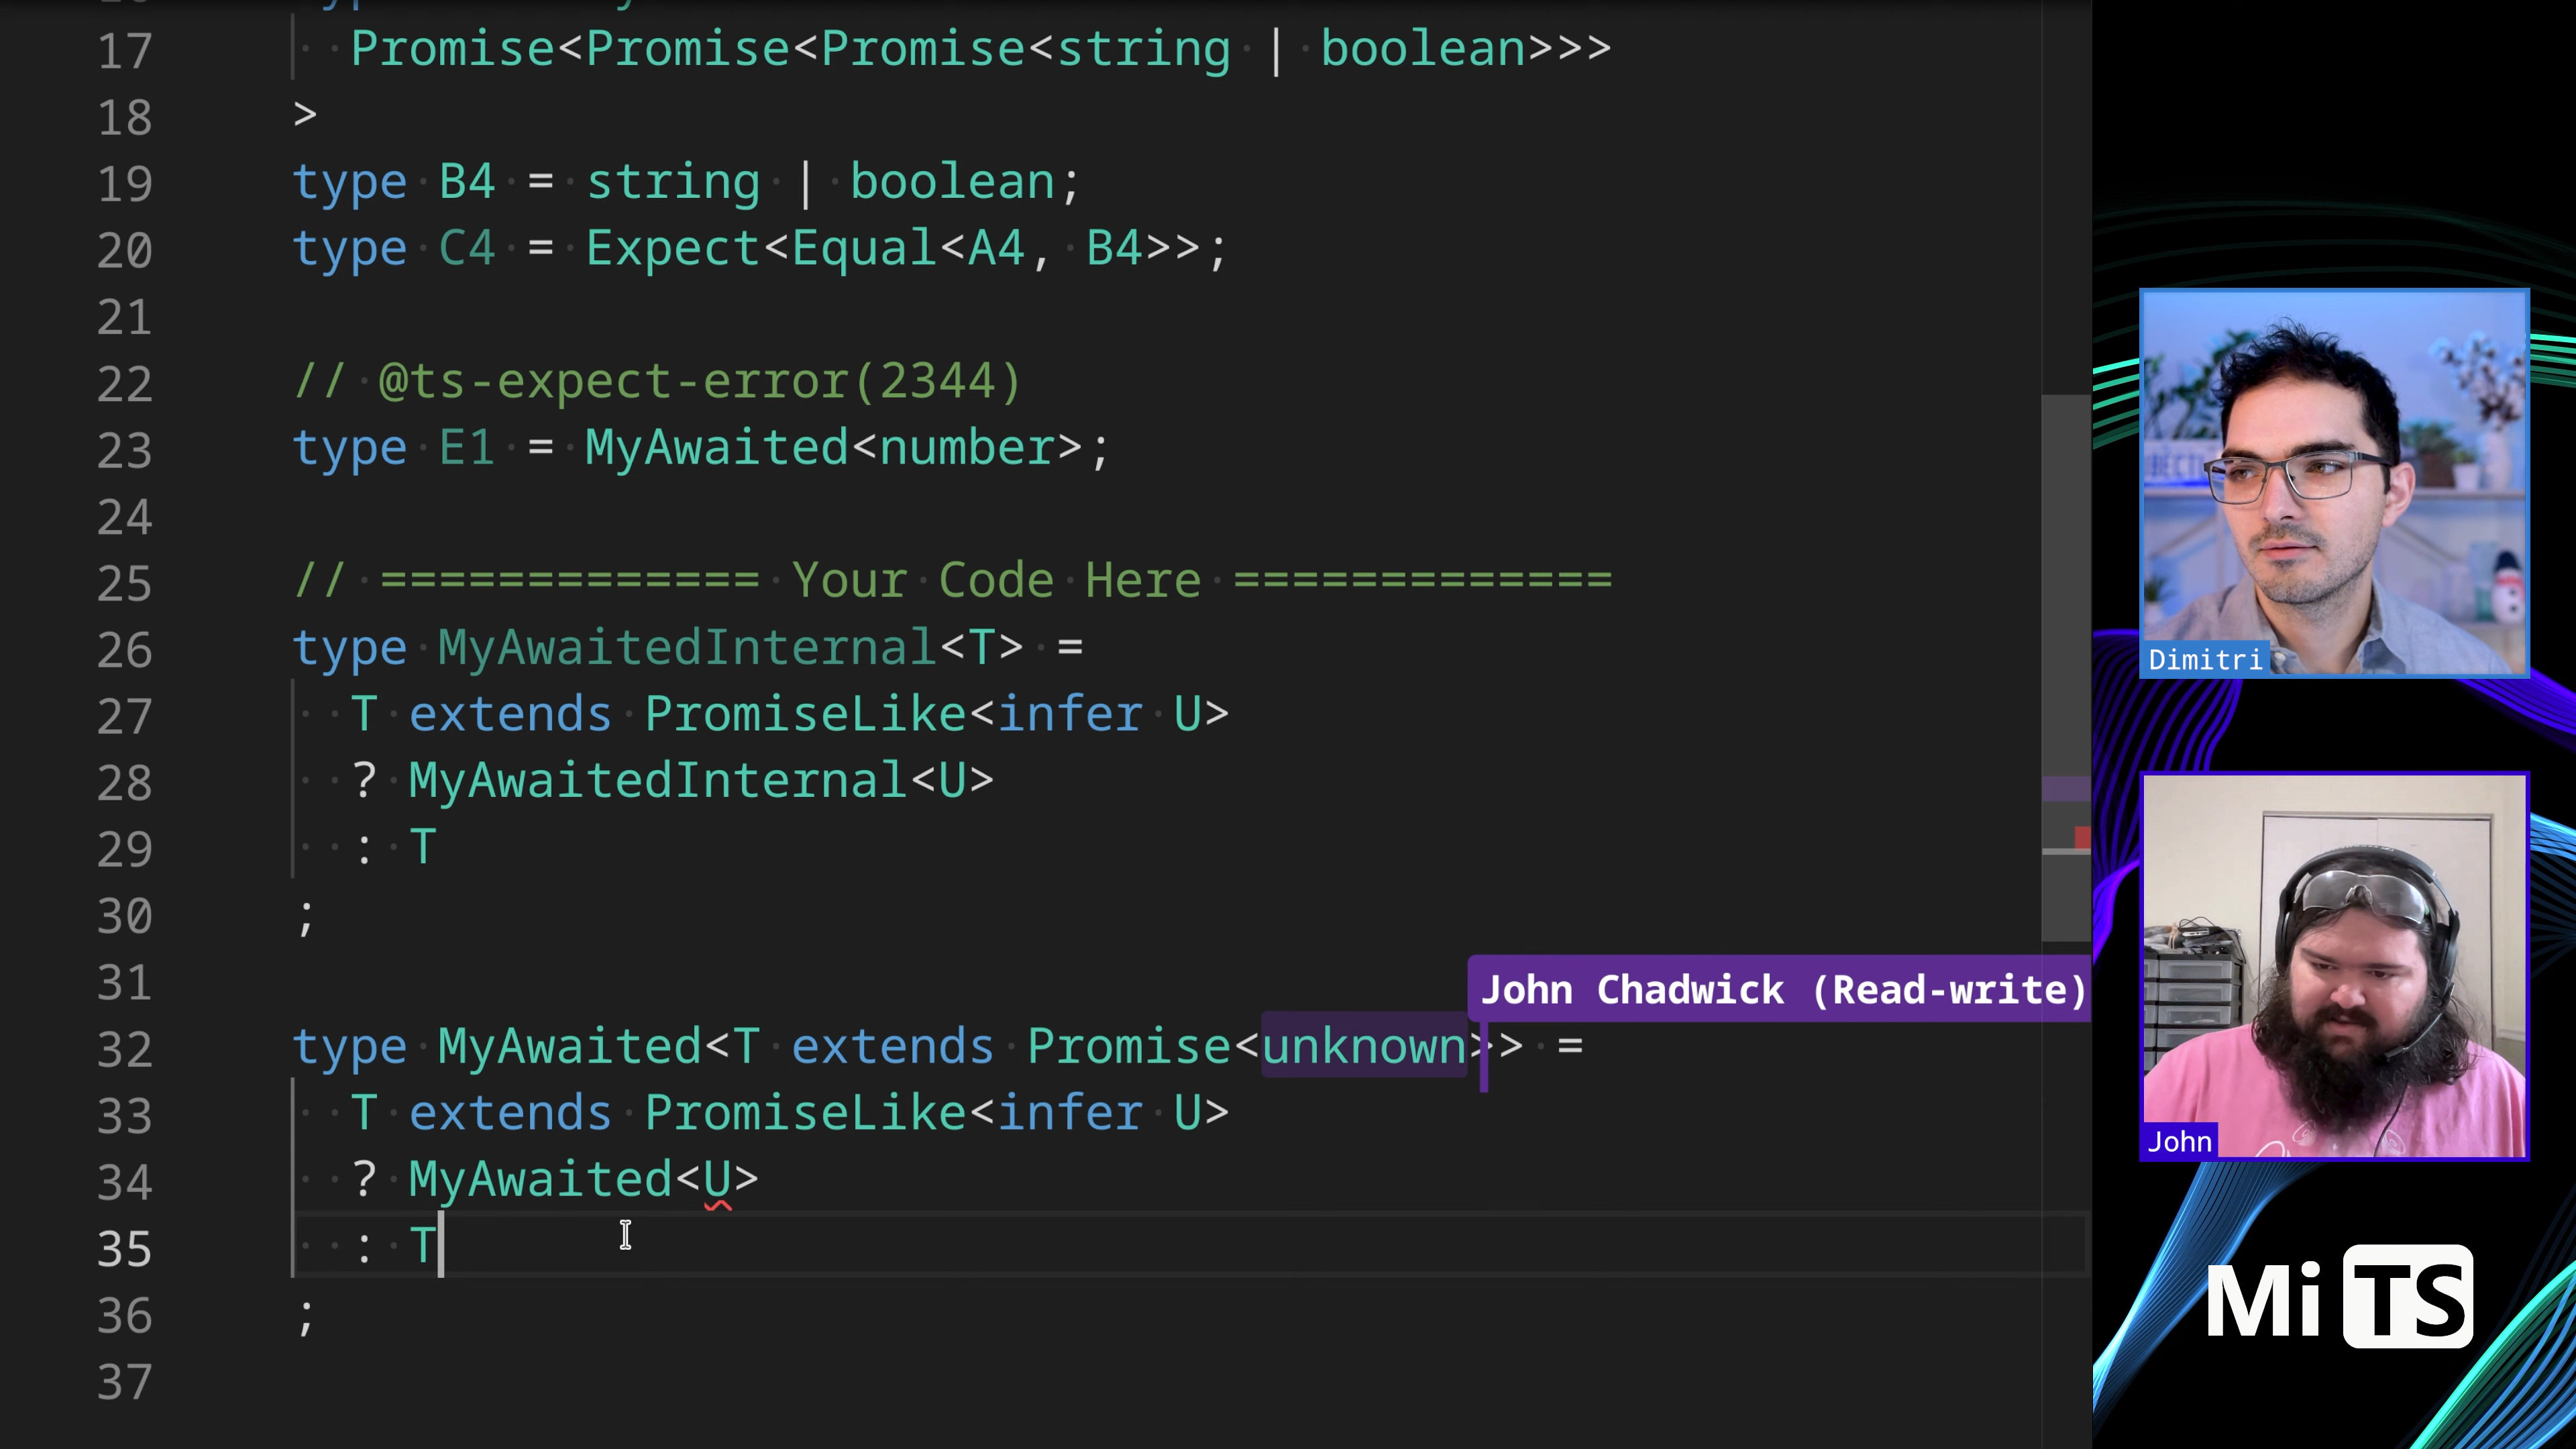 17 Promise<Promise<Promise<string | boolean>>>
18 >
19 type B4 = string | boolean;
20 type C4 = Expect<Equal<A4, B4>>;
21
22 // @ts-expect-error(2344)
23 type E1 = MyAwaited<number>;
24
25 // ============= Your Code Here =============
26 type MyAwaitedInternal<T> =
27 T extends PromiseLike<infer U>
28 ? MyAwaitedInternal<U>
29 : T
30 ;
31
John Chadwick (Read-write)
32 type MyAwaited<T extends Promise<unknown>> =
33 T extends PromiseLike<infer U>
34 ? MyAwaited<U>
35 : T
36 ;
37
Dimitri
John
Mi TS